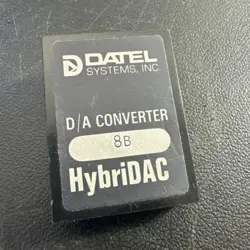 DATEL
SYSTEMS, INC.
D/A CONVERTER
8B
HybriDAC